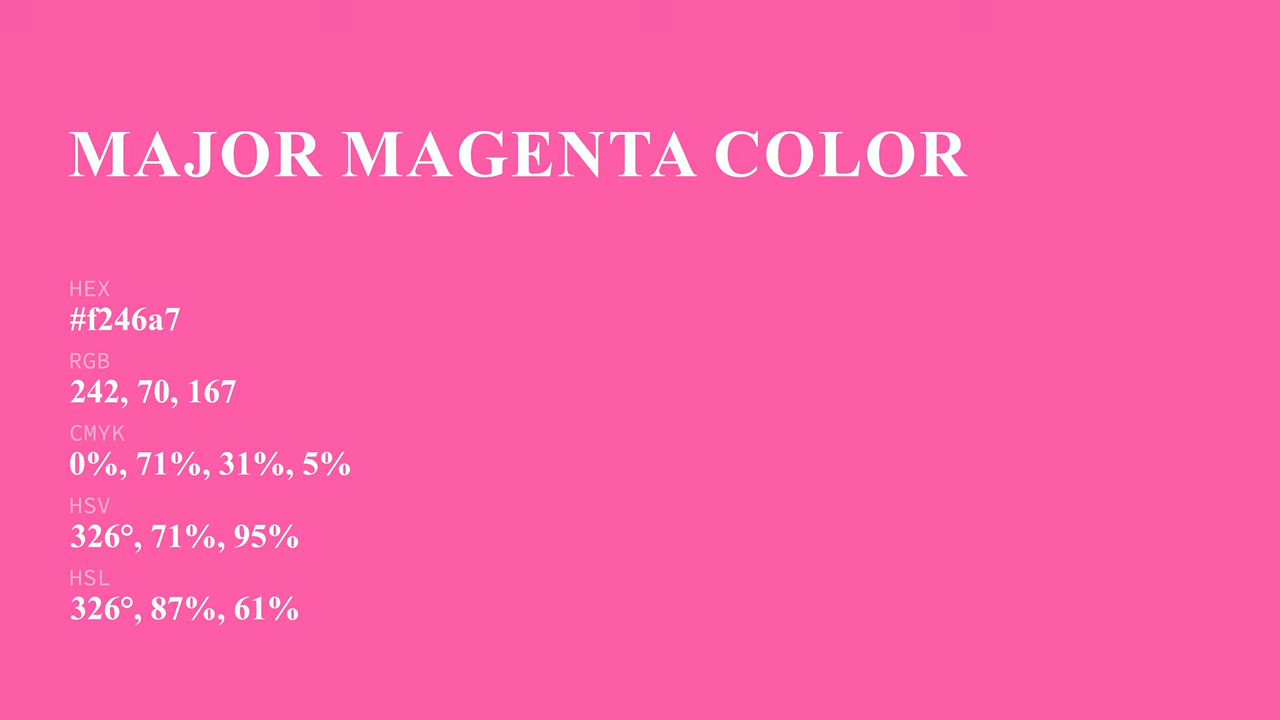 MAJOR MAGENTA COLOR
HEX
#f246a7
RGB
242, 70, 167
CMYK
0%, 71%, 31%, 5%
HSV
326°, 71%, 95%
HSL
326°, 87%, 61%